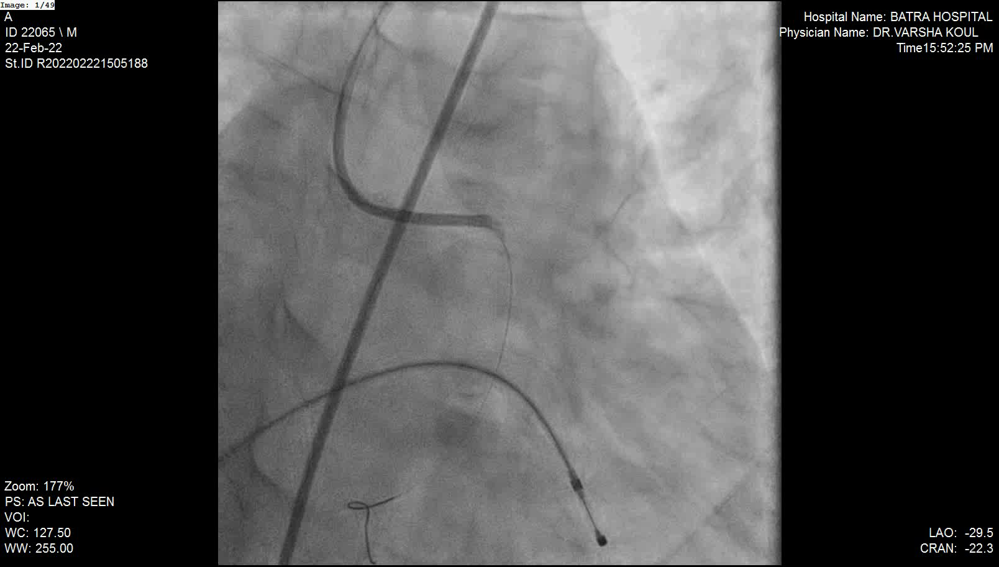 Image: 1/49
A
ID 22065 \ M
22-Feb-22
St.ID R202202221505188
Hospital Name: BATRA HOSPITAL
Physician Name: DR.VARSHA KOUL
Time15:52:25 PM
Zoom: 177%
PS: AS LAST SEEN
VOI:
WC: 127.50
WW: 255.00
LAO: -29.5
CRAN: -22.3